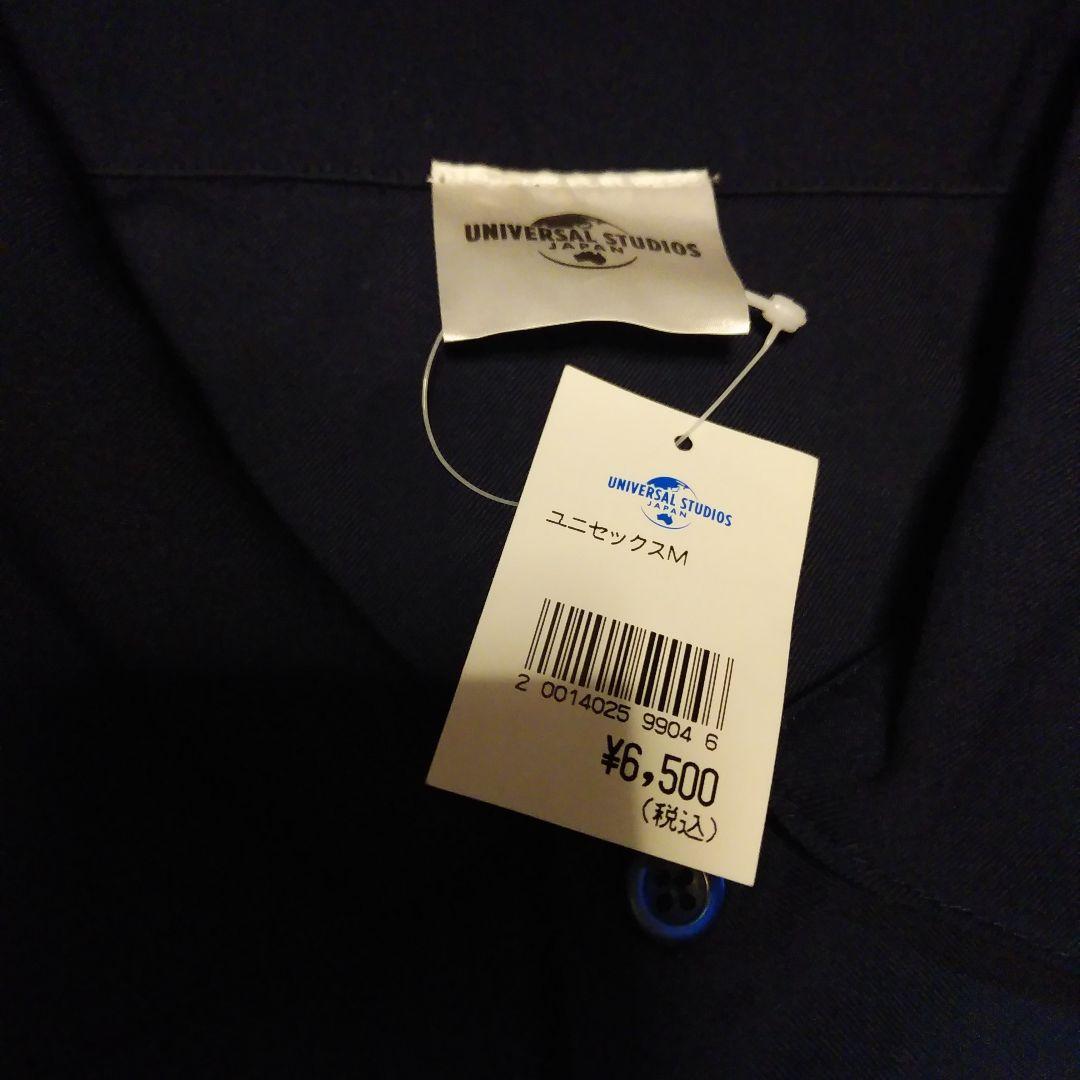 UNIVERSAL STUDIOS
JAPAN
UNIVERSAL STUDIOS
JAPAN
ユニセックスM
2 0014025 9904 6
¥6,500
(税込)